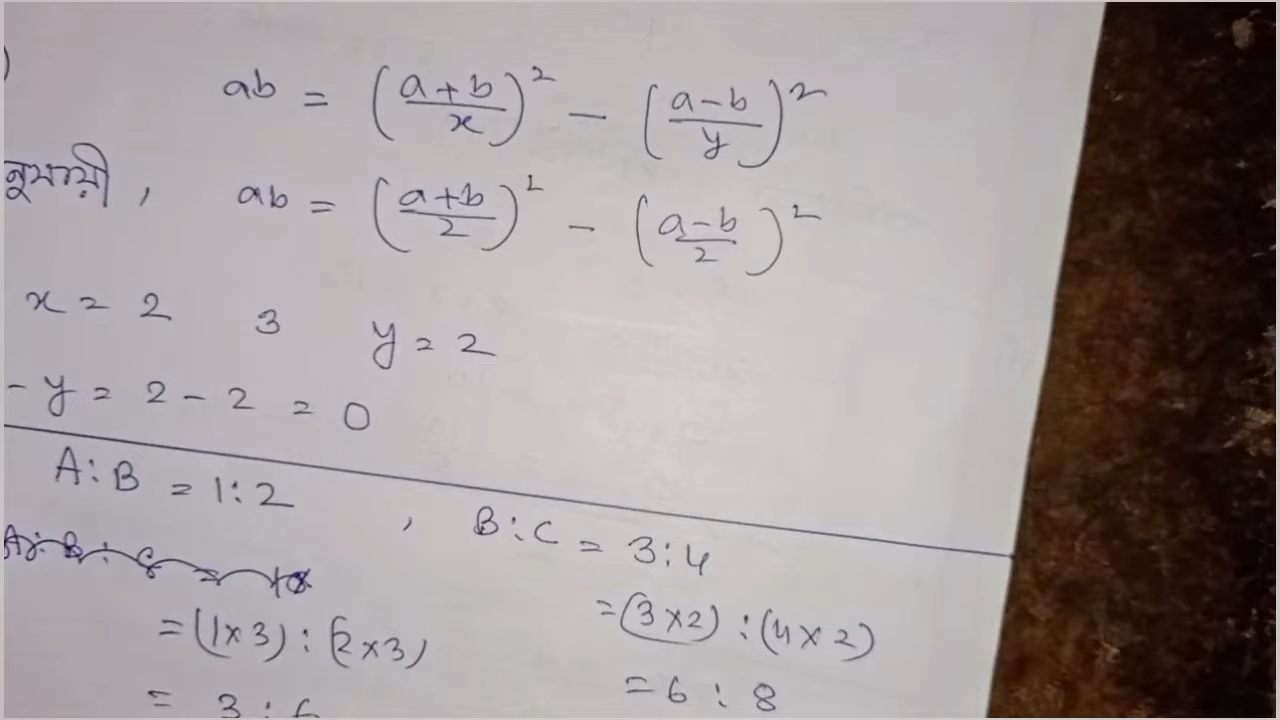 )
ab = (a+b/x)² - (a-b/y)²
নুযায়ী, ab = (a+b/2)² - (a-b/2)²
x = 2 3 y = 2
- y = 2 - 2 = 0
A:B = 1:2 , B:C = 3:4
= (1×3) : (2×3) = (3×2) : (4×2)
= 3 : 6 = 6 : 8